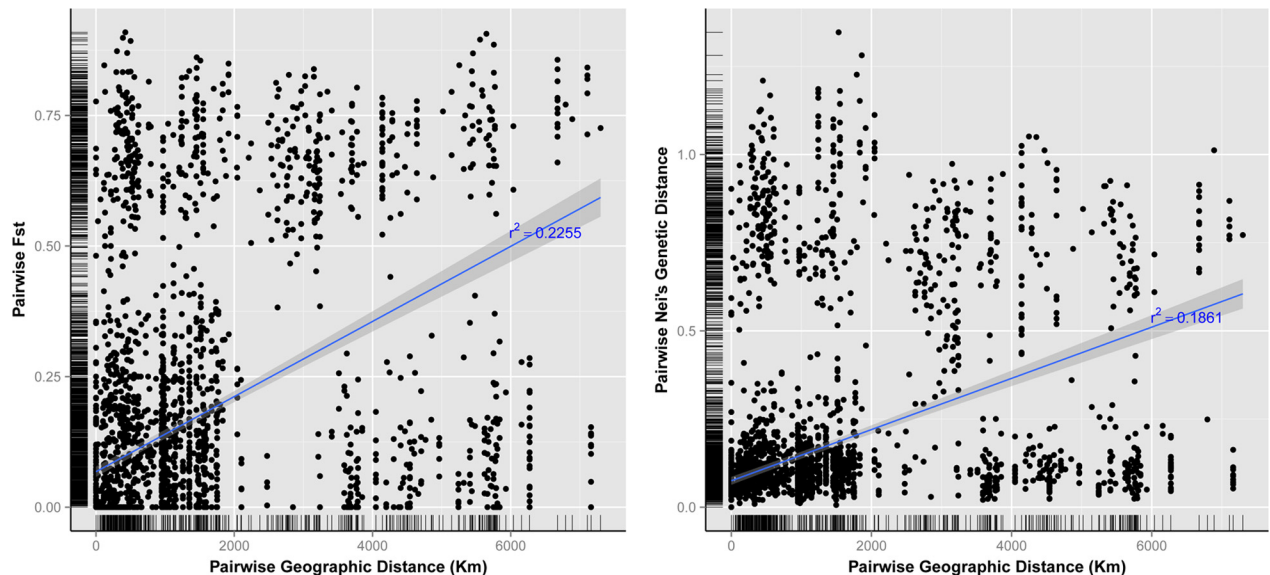 Pairwise Fst
0.75
0.50
0.25
0.00
r² = 0.2255
0
2000
4000
6000
Pairwise Geographic Distance (Km)
Pairwise Nei's Genetic Distance
1.0
0.5
0.0
r² = 0.1861
0
2000
4000
6000
Pairwise Geographic Distance (Km)